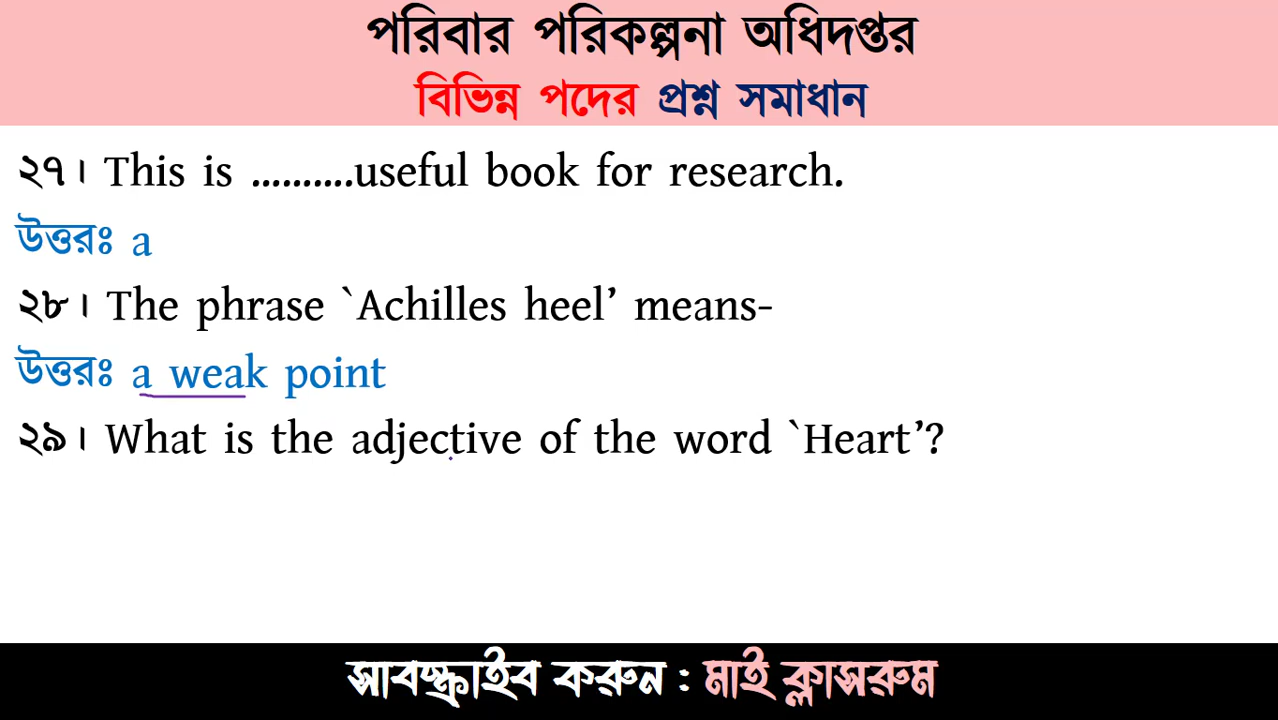 পরিবার পরিকল্পনা অধিদপ্তর
বিভিন্ন পদের প্রশ্ন সমাধান
২৭। This is ..........useful book for research.
উত্তরঃ a
২৮। The phrase `Achilles heel’ means-
উত্তরঃ a weak point
২৯। What is the adjective of the word `Heart’?
সাবস্ক্রাইব করুন : মাই ক্লাসরুম